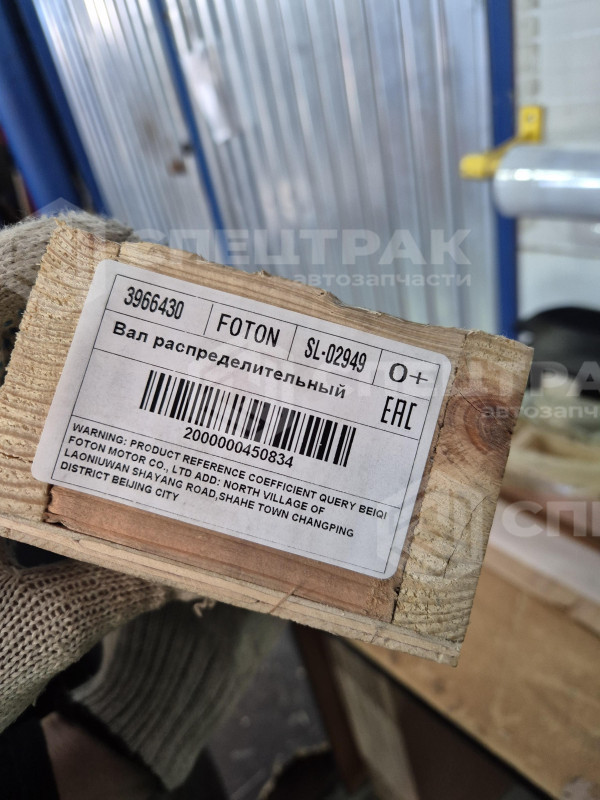 СПЕЦТРАК
автозапчасти
3966430 FOTON SL-02949 0+
Вал распределительный
EAC
2000000450834
WARNING: PRODUCT REFERENCE COEFFICIENT QUERY BEIQI
FOTON MOTOR CO., LTD ADD: NORTH VILLAGE OF
LAONIUWAN SHAYANG ROAD,SHAHE TOWN CHANGPING
DISTRICT BEIJING CITY